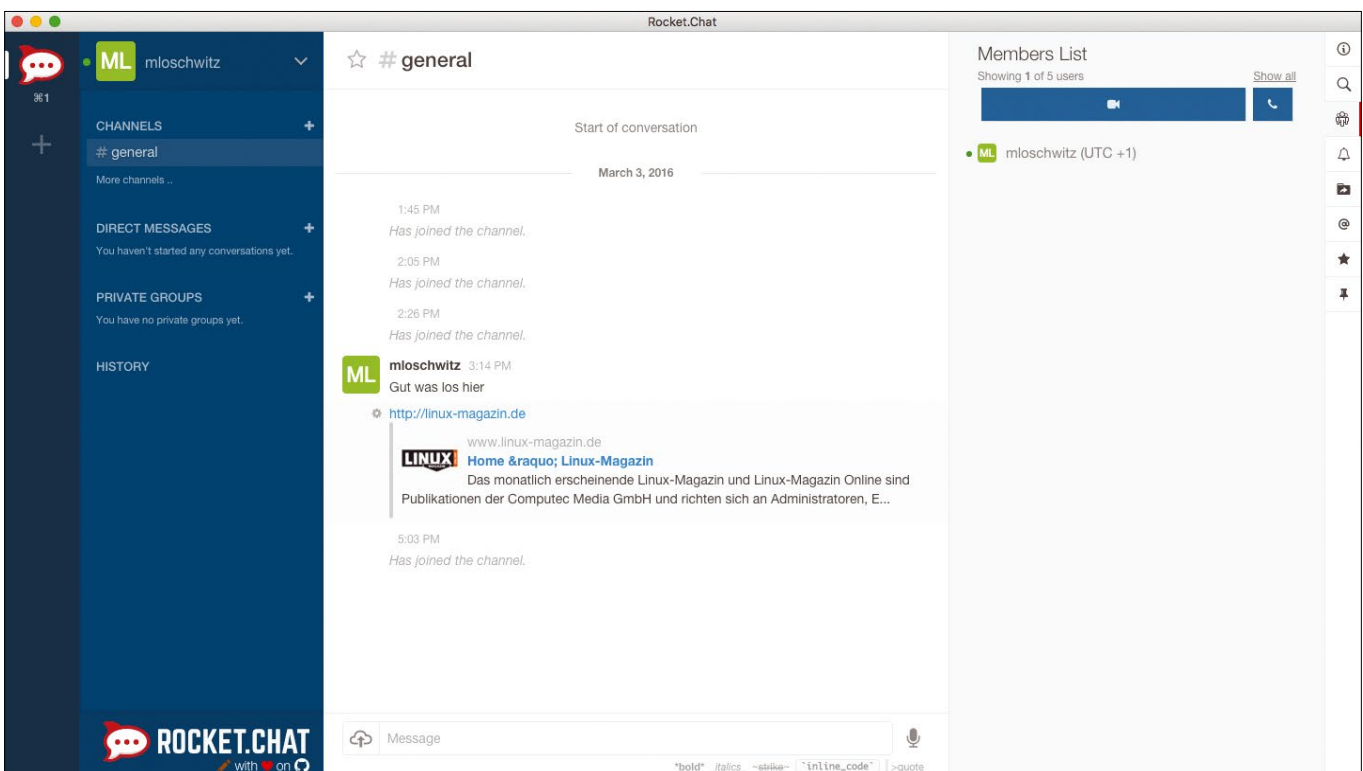 Rocket.Chat
⌘1
ML mloschwitz
CHANNELS
# general
More channels ..
DIRECT MESSAGES
You haven't started any conversations yet.
PRIVATE GROUPS
You have no private groups yet.
HISTORY
ROCKET.CHAT
with on
# general
Start of conversation
March 3, 2016
1:45 PM
Has joined the channel.
2:05 PM
Has joined the channel.
2:26 PM
Has joined the channel.
ML
mloschwitz 3:14 PM
Gut was los hier
http://linux-magazin.de
www.linux-magazin.de
LINUX
Home &raquo; Linux-Magazin
Das monatlich erscheinende Linux-Magazin und Linux-Magazin Online sind
Publikationen der Computec Media GmbH und richten sich an Administratoren, E...
5:03 PM
Has joined the channel.
Message
*bold* _italics_ ~strike~ `inline_code` >quote
Members List
Showing 1 of 5 users Show all
ML mloschwitz (UTC +1)
@